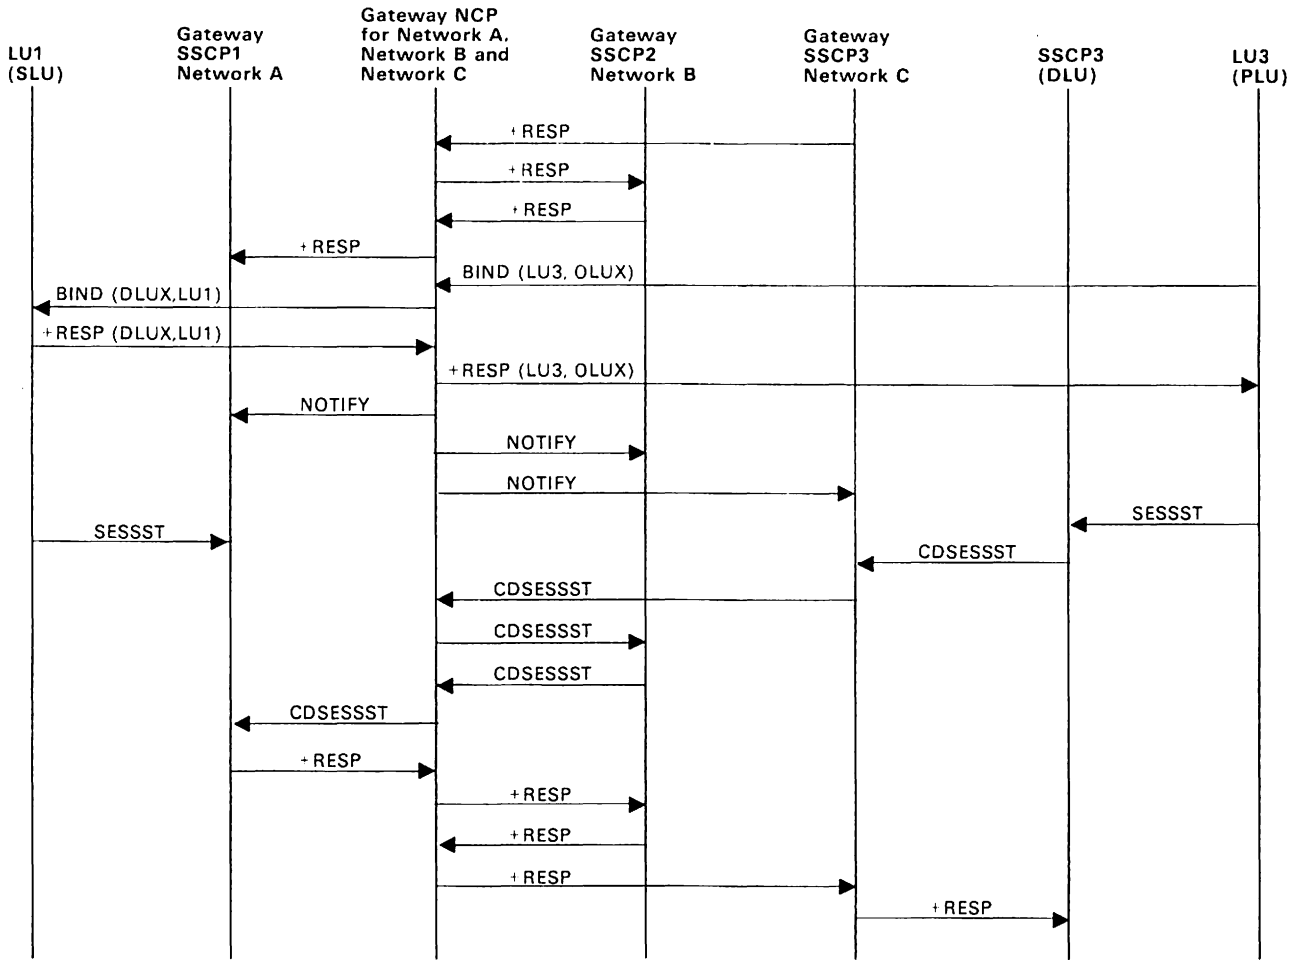 LU1
(SLU)
Gateway
SSCP1
Network A
Gateway NCP
for Network A,
Network B and
Network C
Gateway
SSCP2
Network B
Gateway
SSCP3
Network C
SSCP3
(DLU)
LU3
(PLU)
+RESP
+RESP
+RESP
+RESP
BIND (LU3, OLUX)
BIND (DLUX,LU1)
+RESP (DLUX,LU1)
+RESP (LU3, OLUX)
NOTIFY
NOTIFY
NOTIFY
SESSST
SESSST
CDSESSST
CDSESSST
CDSESSST
CDSESSST
CDSESSST
+RESP
+RESP
+RESP
+RESP
+RESP